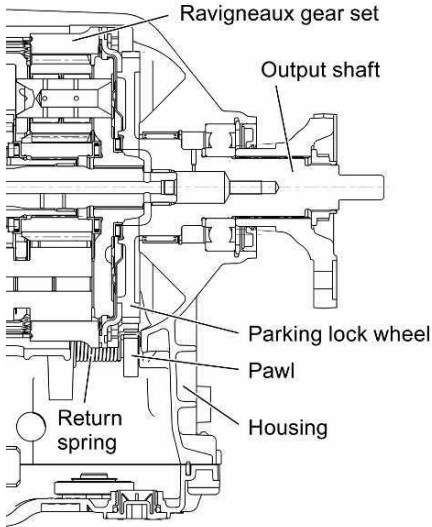 Ravigneaux gear set
Output shaft
Parking lock wheel
Pawl
Return
spring
Housing